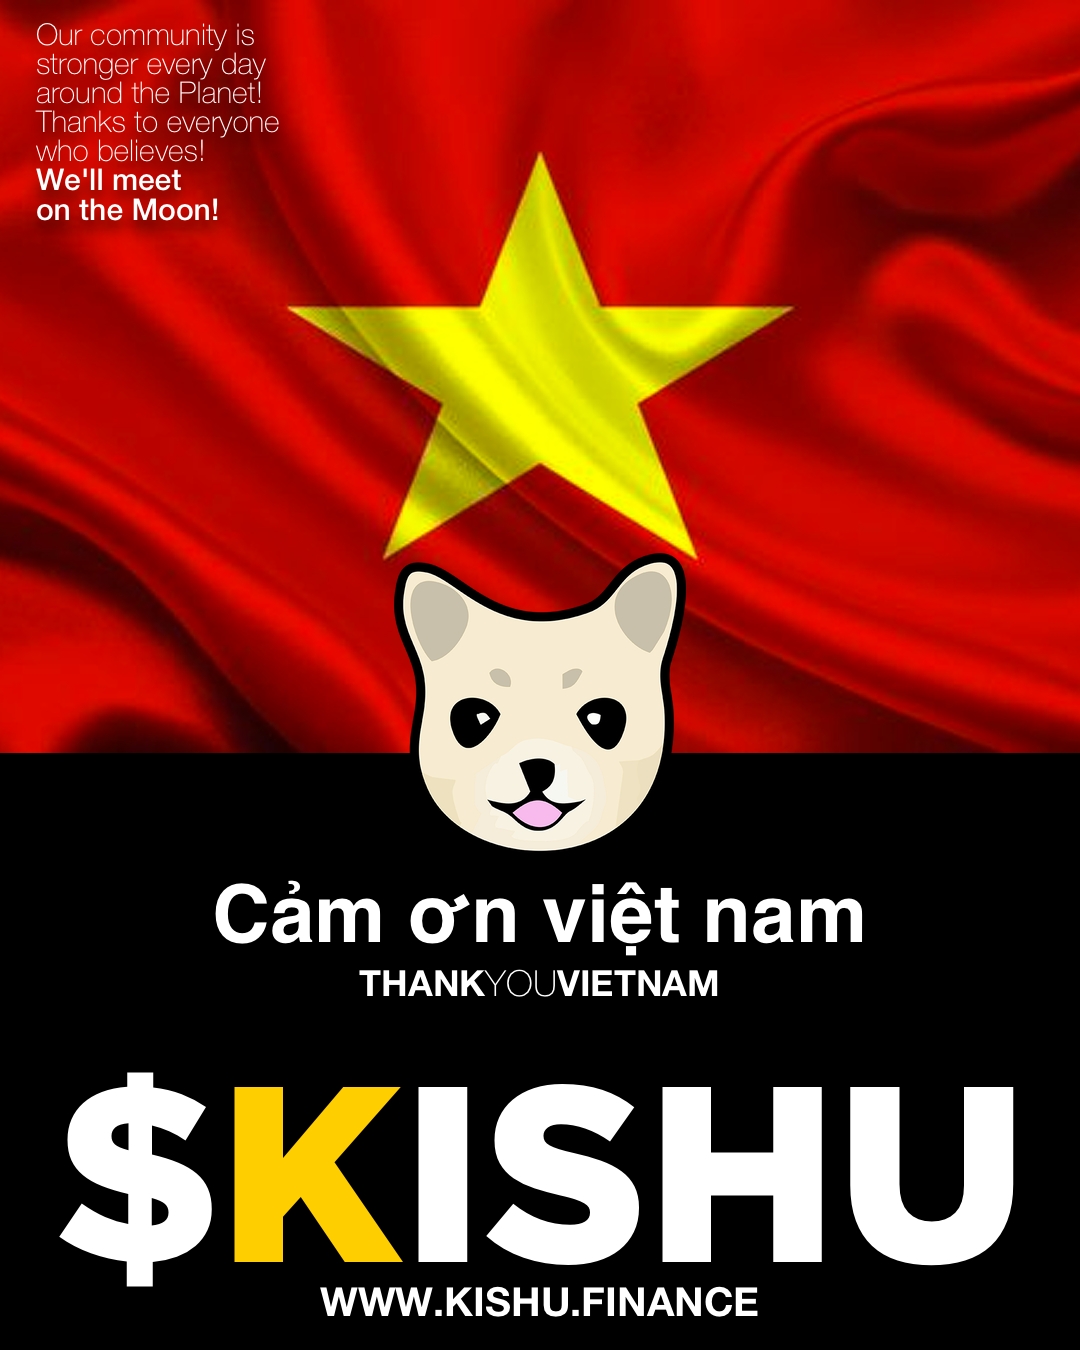 Our community is
stronger every day
around the Planet!
Thanks to everyone
who believes!
We'll meet
on the Moon!
Cảm ơn việt nam
THANKYOUVIETNAM
$KISHU
WWW.KISHU.FINANCE